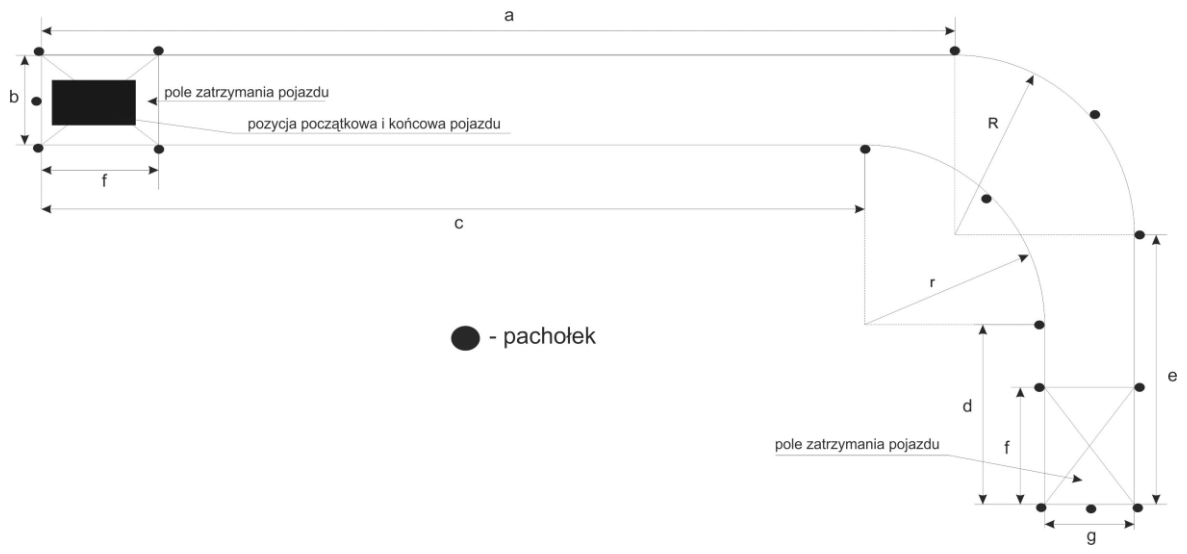 a
b
pole zatrzymania pojazdu
pozycja początkowa i końcowa pojazdu
R
f
c
r
- pachołek
e
d
f
pole zatrzymania pojazdu
g